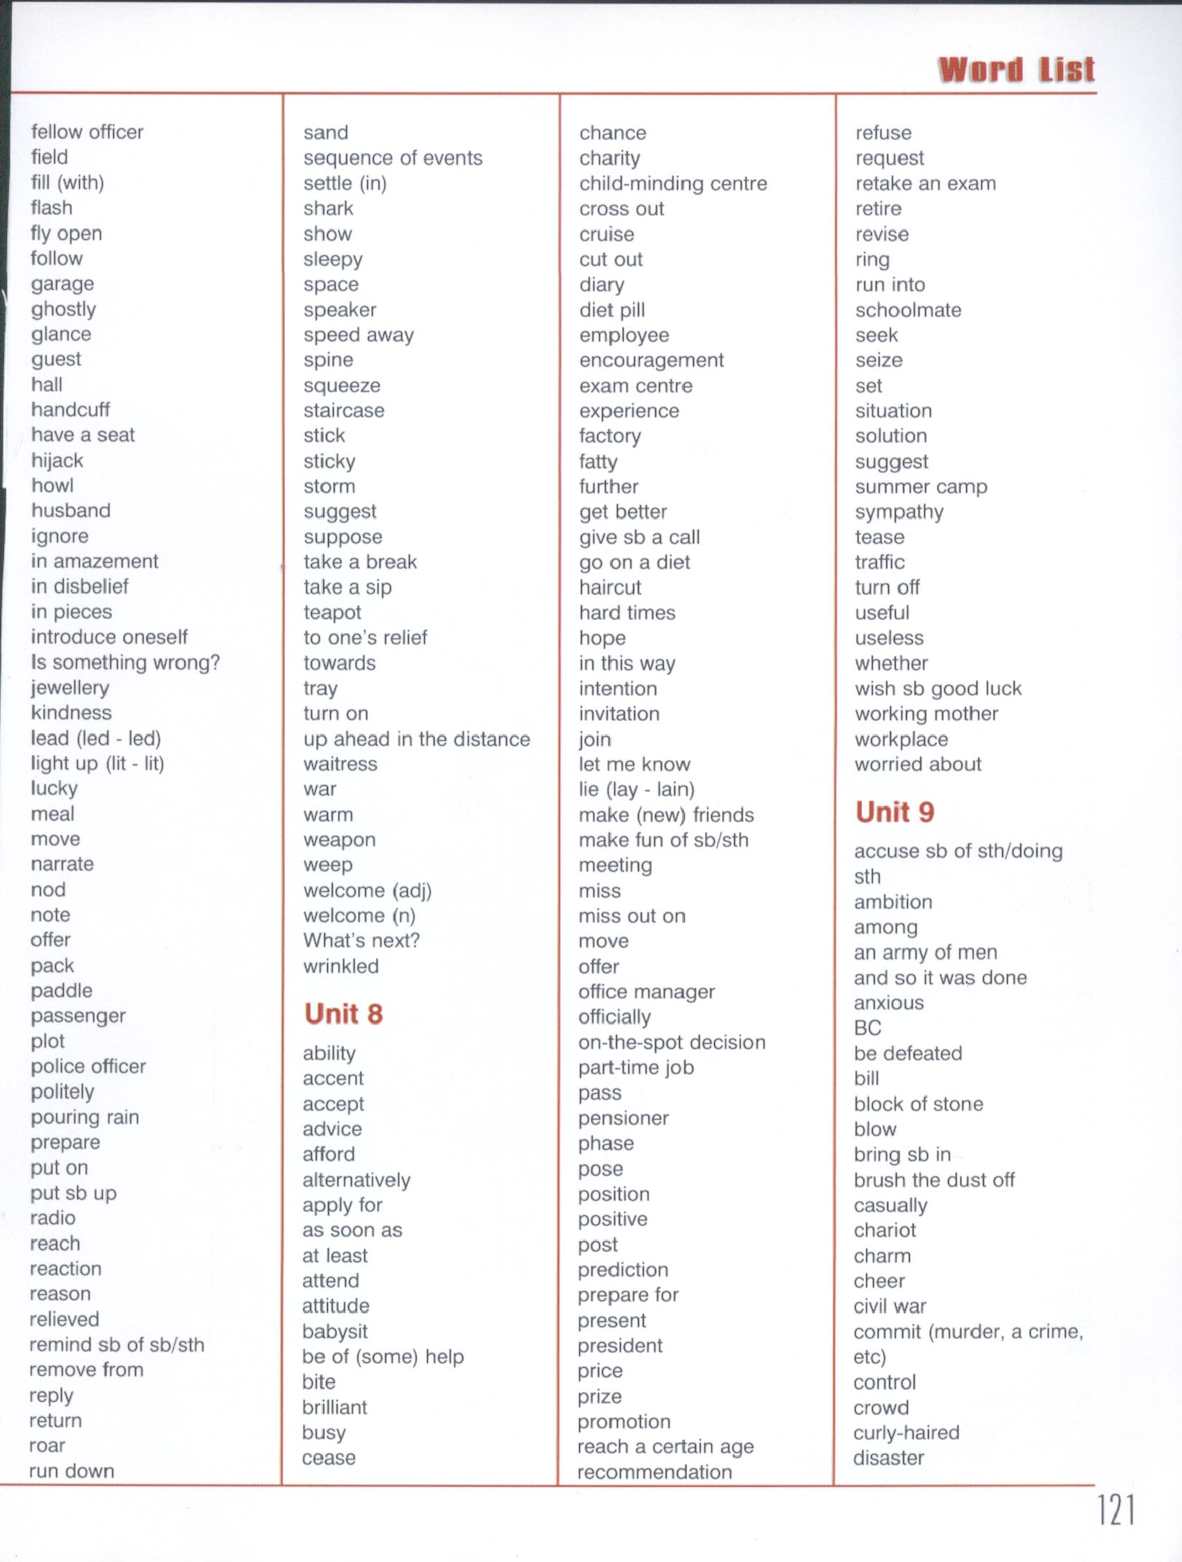 Word List
fellow officer
field
fill (with)
flash
fly open
follow
garage
ghostly
glance
guest
hall
handcuff
have a seat
hijack
howl
husband
ignore
in amazement
in disbelief
in pieces
introduce oneself
Is something wrong?
jewellery
kindness
lead (led - led)
light up (lit - lit)
lucky
meal
move
narrate
nod
note
offer
pack
paddle
passenger
plot
police officer
politely
pouring rain
prepare
put on
put sb up
radio
reach
reaction
reason
relieved
remind sb of sb/sth
remove from
reply
return
roar
run down
sand
sequence of events
settle (in)
shark
show
sleepy
space
speaker
speed away
spine
squeeze
staircase
stick
sticky
storm
suggest
suppose
take a break
take a sip
teapot
to one's relief
towards
tray
turn on
up ahead in the distance
waitress
war
warm
weapon
weep
welcome (adj)
welcome (n)
What's next?
wrinkled
Unit 8
ability
accent
accept
advice
afford
alternatively
apply for
as soon as
at least
attend
attitude
babysit
be of (some) help
bite
brilliant
busy
cease
chance
charity
child-minding centre
cross out
cruise
cut out
diary
diet pill
employee
encouragement
exam centre
experience
factory
fatty
further
get better
give sb a call
go on a diet
haircut
hard times
hope
in this way
intention
invitation
join
let me know
lie (lay - lain)
make (new) friends
make fun of sb/sth
meeting
miss
miss out on
move
offer
office manager
officially
on-the-spot decision
part-time job
pass
pensioner
phase
pose
position
positive
post
prediction
prepare for
present
president
price
prize
promotion
reach a certain age
recommendation
refuse
request
retake an exam
retire
revise
ring
run into
schoolmate
seek
seize
set
situation
solution
suggest
summer camp
sympathy
tease
traffic
turn off
useful
useless
whether
wish sb good luck
working mother
workplace
worried about
Unit 9
accuse sb of sth/doing
sth
ambition
among
an army of men
and so it was done
anxious
BC
be defeated
bill
block of stone
blow
bring sb in
brush the dust off
casually
chariot
charm
cheer
civil war
commit (murder, a crime,
etc)
control
crowd
curly-haired
disaster
121